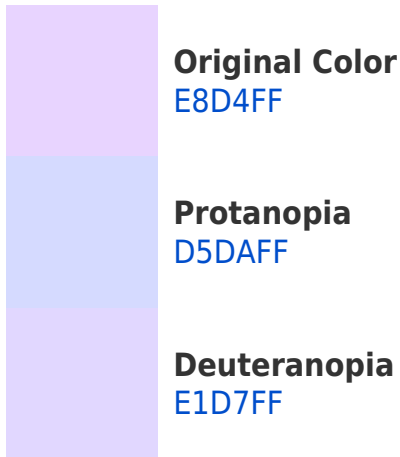 Original Color
E8D4FF
Protanopia
D5DAFF
Deuteranopia
E1D7FF